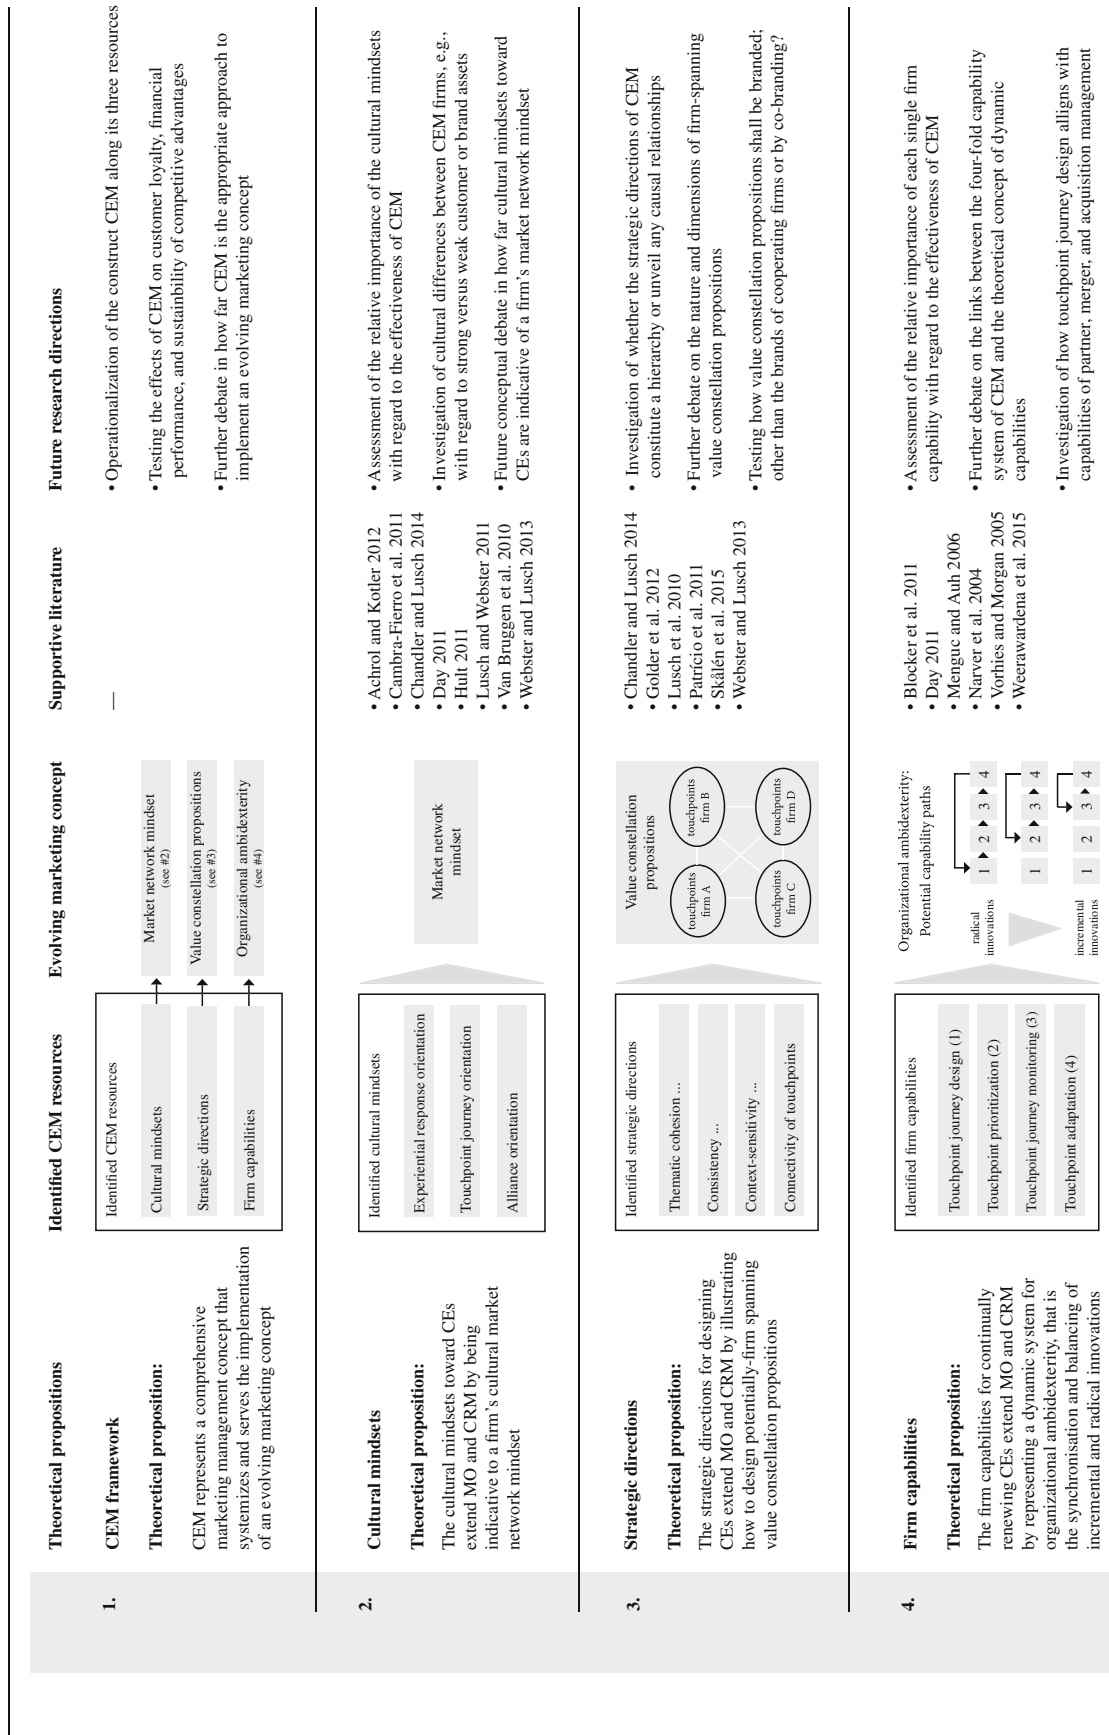 Theoretical propositions
Identified CEM resources
Evolving marketing concept
Supportive literature
Future research directions
1.
CEM framework
Theoretical proposition:
CEM represents a comprehensive
marketing management concept that
systemizes and serves the implementation
of an evolving marketing concept
Identified CEM resources
Cultural mindsets
Strategic directions
Firm capabilities
Market network mindset
(see #2)
Value constellation propositions
(see #3)
Organizational ambidexterity
(see #4)
—
• Operationalization of the construct CEM along its three resources
• Testing the effects of CEM on customer loyalty, financial
performance, and sustainability of competitive advantages
• Further debate in how far CEM is the appropriate approach to
implement an evolving marketing concept
2.
Cultural mindsets
Theoretical proposition:
The cultural mindsets toward CEs
extend MO and CRM by being
indicative to a firm's cultural market
network mindset
Identified cultural mindsets
Experiential response orientation
Touchpoint journey orientation
Alliance orientation
Market network
mindset
• Achrol and Kotler 2012
• Cambra-Fierro et al. 2011
• Chandler and Lusch 2014
• Day 2011
• Hult 2011
• Lusch and Webster 2011
• Van Bruggen et al. 2010
• Webster and Lusch 2013
• Assessment of the relative importance of the cultural mindsets
with regard to the effectiveness of CEM
• Investigation of cultural differences between CEM firms, e.g.,
with regard to strong versus weak customer or brand assets
• Future conceptual debate in how far cultural mindsets toward
CEs are indicative of a firm's market network mindset
3.
Strategic directions
Theoretical proposition:
The strategic directions for designing
CEs extend MO and CRM by illustrating
how to design potentially-firm spanning
value constellation propositions
Identified strategic directions
Thematic cohesion ...
Consistency ...
Context-sensitivity ...
Connectivity of touchpoints
Value constellation
propositions
touchpoints
firm A
touchpoints
firm B
touchpoints
firm C
touchpoints
firm D
• Chandler and Lusch 2014
• Golder et al. 2012
• Lusch et al. 2010
• Patrício et al. 2011
• Skålén et al. 2015
• Webster and Lusch 2013
• Investigation of whether the strategic directions of CEM
constitute a hierarchy or unveil any causal relationships
• Further debate on the nature and dimensions of firm-spanning
value constellation propositions
• Testing how value constellation propositions shall be branded;
other than the brands of cooperating firms or by co-branding?
4.
Firm capabilities
Theoretical proposition:
The firm capabilities for continually
renewing CEs extend MO and CRM
by representing a dynamic system for
organizational ambidexterity, that is
the synchronisation and balancing of
incremental and radical innovations
Identified firm capabilities
Touchpoint journey design (1)
Touchpoint prioritization (2)
Touchpoint journey monitoring (3)
Touchpoint adaptation (4)
Organizational ambidexterity:
Potential capability paths
radical
innovations
1 2 3 4
1 2 3 4
incremental
innovations
1 2 3 4
• Blocker et al. 2011
• Day 2011
• Menguc and Auh 2006
• Narver et al. 2004
• Vorhies and Morgan 2005
• Weerawardena et al. 2015
• Assessment of the relative importance of each single firm
capability with regard to the effectiveness of CEM
• Further debate on the links between the four-fold capability
system of CEM and the theoretical concept of dynamic
capabilities
• Investigation of how touchpoint journey design alligns with
capabilities of partner, merger, and acquisition management